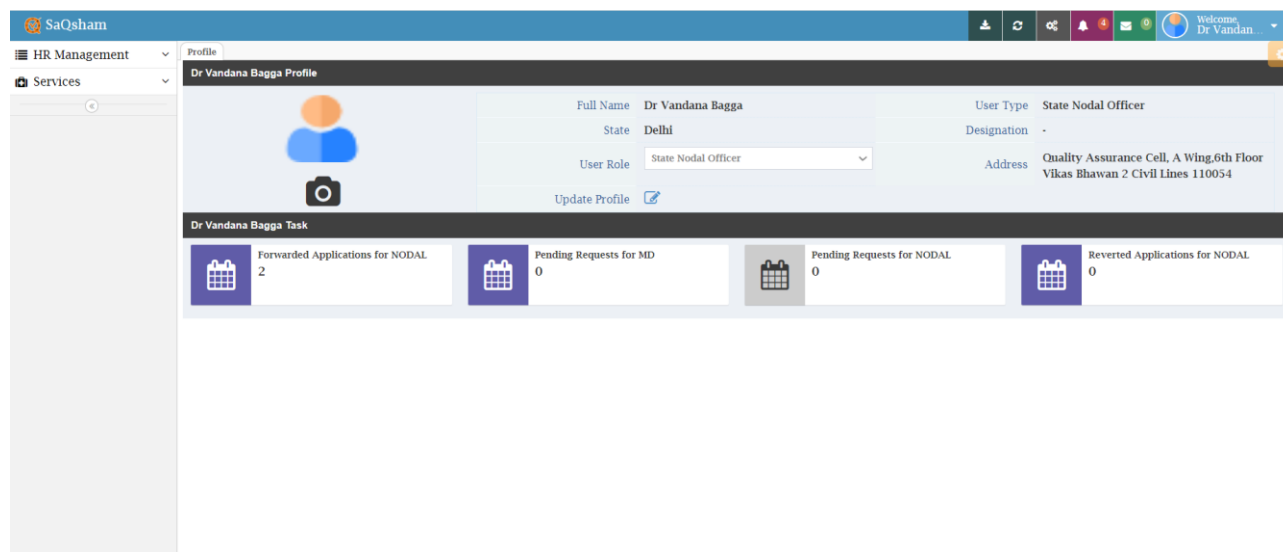 SaQsham
4
0
Welcome,
Dr Vandan...
HR Management
Services
Profile
Dr Vandana Bagga Profile
Full Name Dr Vandana Bagga
User Type State Nodal Officer
State Delhi
Designation -
User Role State Nodal Officer
Address Quality Assurance Cell, A Wing,6th Floor
Vikas Bhawan 2 Civil Lines 110054
Update Profile
Dr Vandana Bagga Task
Forwarded Applications for NODAL
2
Pending Requests for MD
0
Pending Requests for NODAL
0
Reverted Applications for NODAL
0